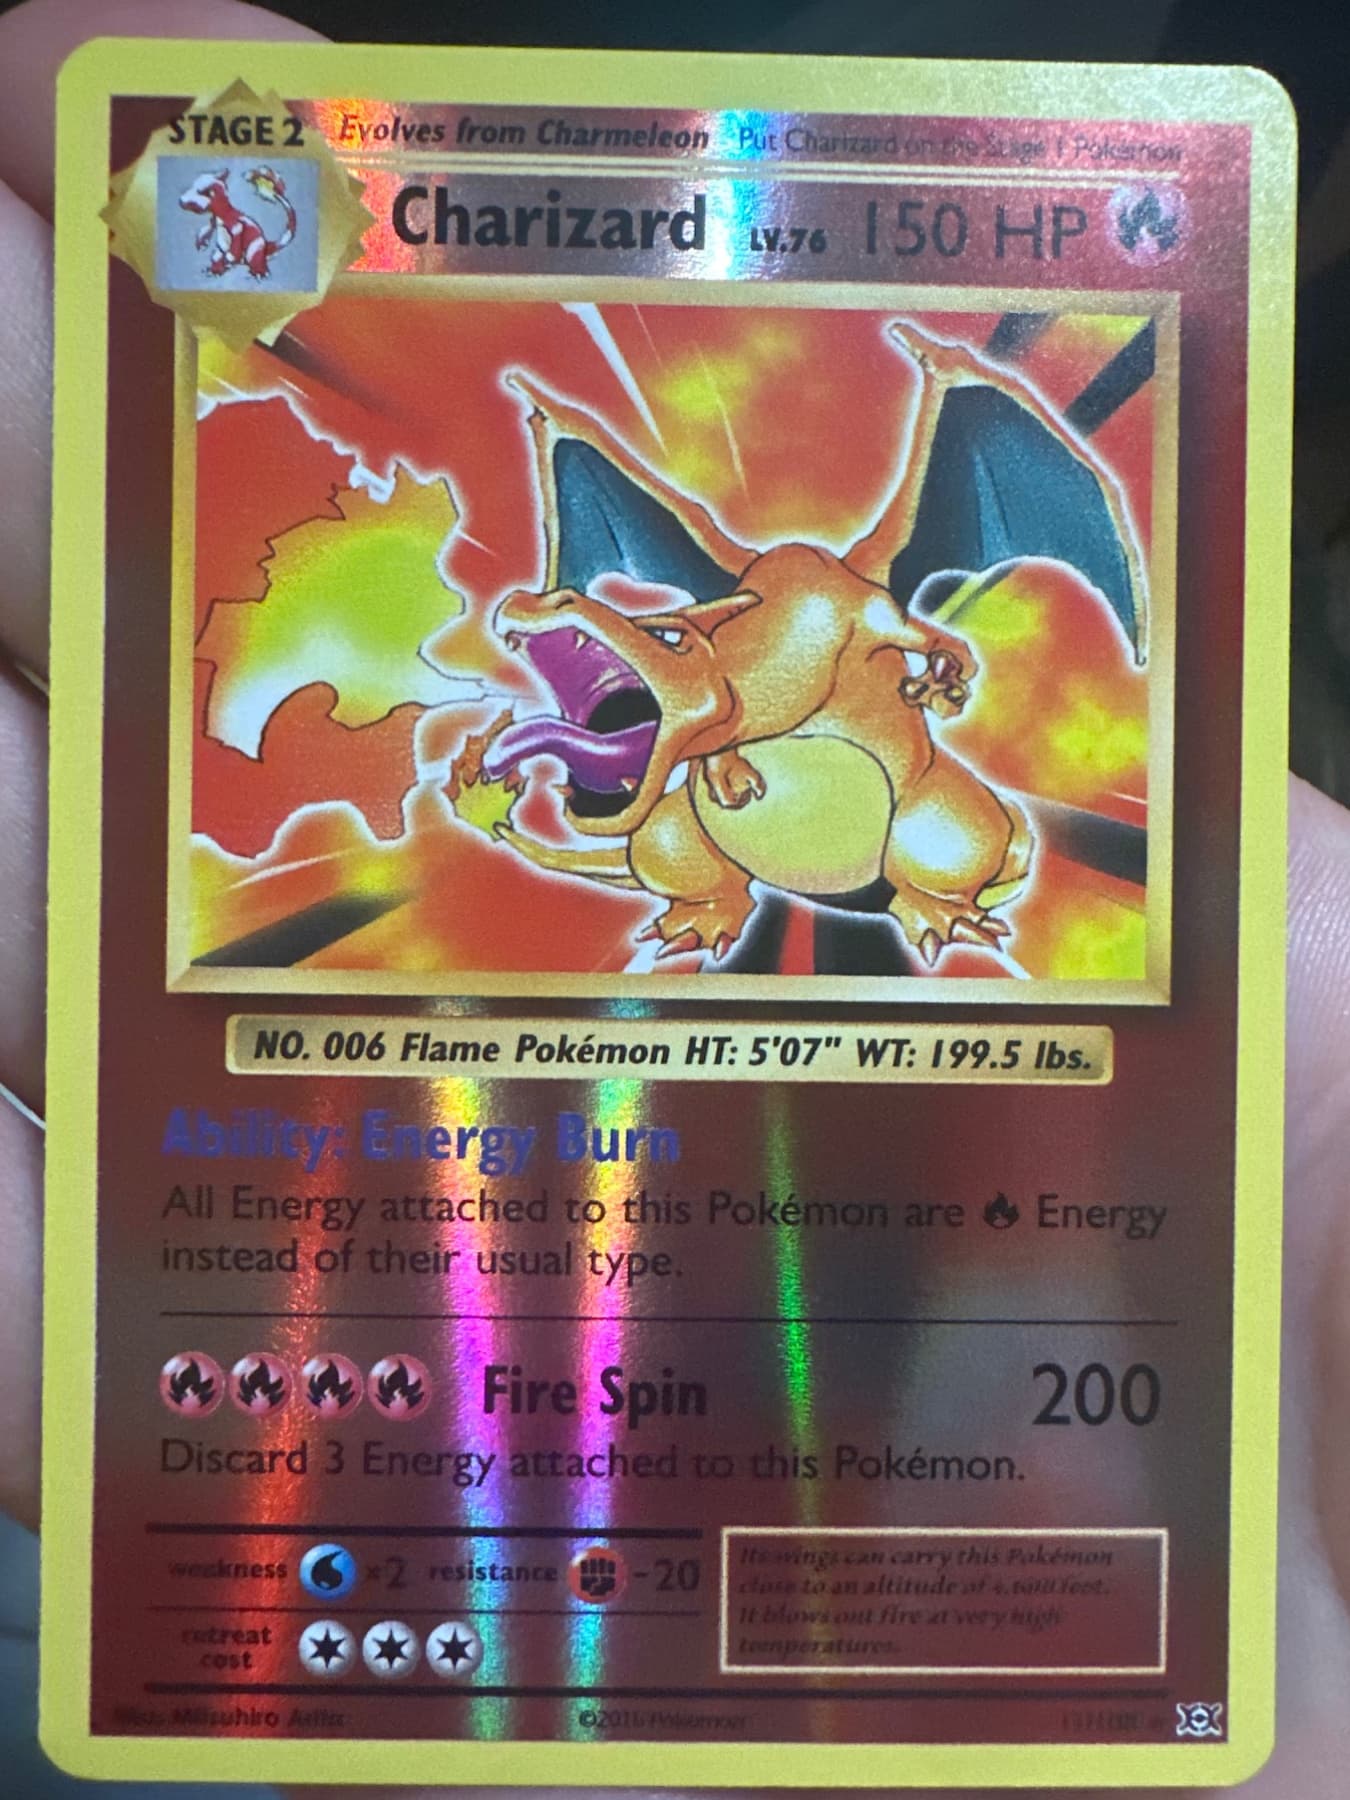 STAGE 2 Evolves from Charmeleon Put Charizard on the Stage 1 Pokémon
Charizard LV.76 150 HP
NO. 006 Flame Pokémon HT: 5'07" WT: 199.5 lbs.
Ability: Energy Burn
All Energy attached to this Pokémon are Energy
instead of their usual type.
Fire Spin 200
Discard 3 Energy attached to this Pokémon.
weakness ×2 resistance -20
retreat
cost
Its wings can carry this Pokémon
close to an altitude of feet.
It blows out fire at very high
temperatures.
Mitsuhiro Arita
©2016 Pokémon